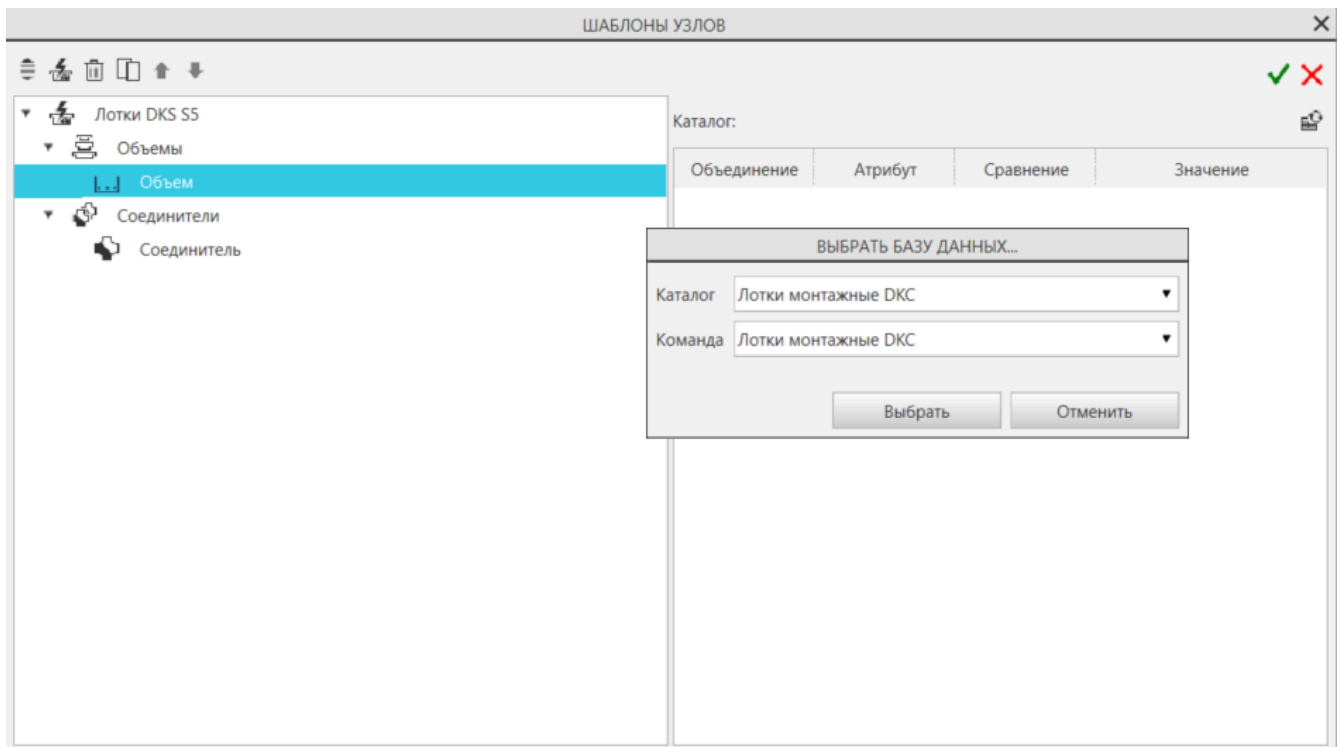 ШАБЛОНЫ УЗЛОВ
Лотки DKS S5
Объемы
Объем
Соединители
Соединитель
Каталог:
Объединение Атрибут Сравнение Значение
ВЫБРАТЬ БАЗУ ДАННЫХ...
Каталог Лотки монтажные DKC
Команда Лотки монтажные DKC
Выбрать Отменить